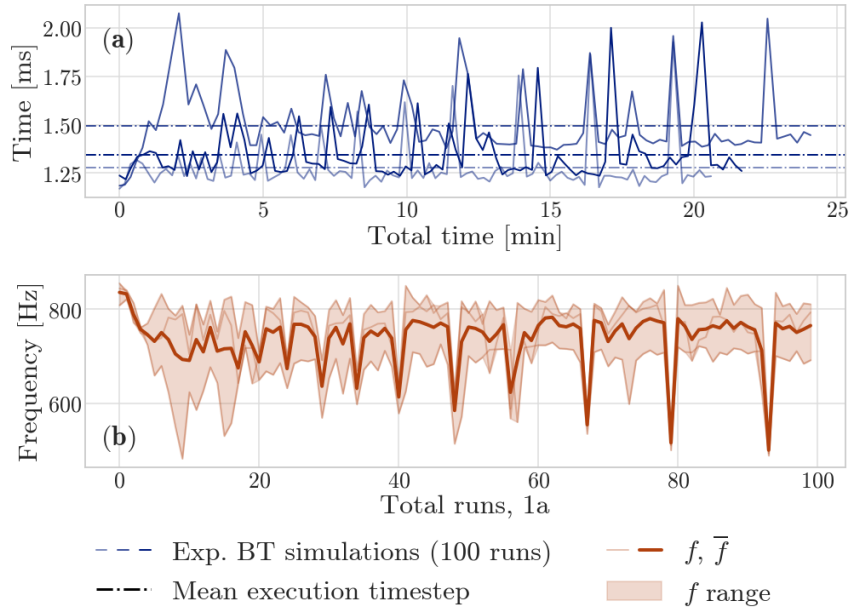 2.00
1.75
1.50
1.25
Time [ms]
(a)
0 5 10 15 20 25
Total time [min]
800
600
Frequency [Hz]
(b)
0 20 40 60 80 100
Total runs, 1a
Exp. BT simulations (100 runs)
Mean execution timestep
f, f̅
f range